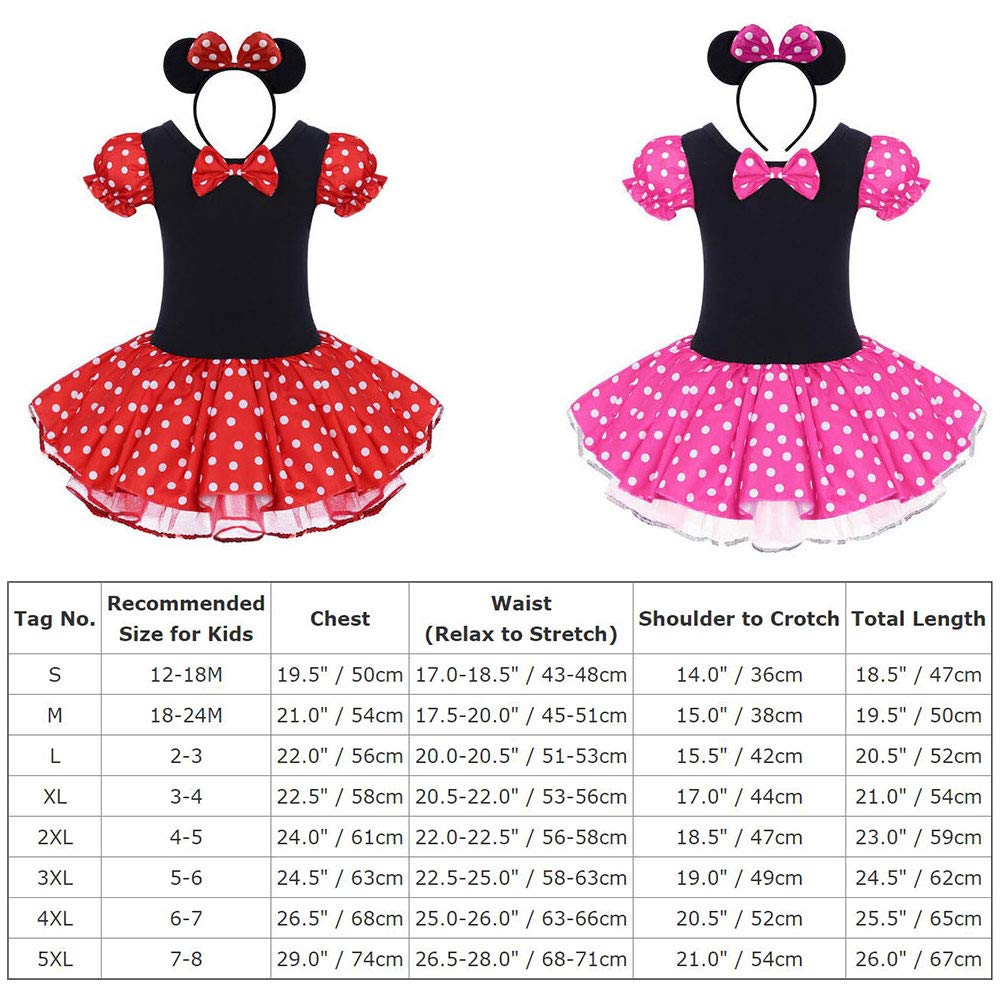 Tag No. Recommended Size for Kids Chest Waist (Relax to Stretch) Shoulder to Crotch Total Length
S 12-18M 19.5" / 50cm 17.0-18.5" / 43-48cm 14.0" / 36cm 18.5" / 47cm
M 18-24M 21.0" / 54cm 17.5-20.0" / 45-51cm 15.0" / 38cm 19.5" / 50cm
L 2-3 22.0" / 56cm 20.0-20.5" / 51-53cm 15.5" / 42cm 20.5" / 52cm
XL 3-4 22.5" / 58cm 20.5-22.0" / 53-56cm 17.0" / 44cm 21.0" / 54cm
2XL 4-5 24.0" / 61cm 22.0-22.5" / 56-58cm 18.5" / 47cm 23.0" / 59cm
3XL 5-6 24.5" / 63cm 22.5-25.0" / 58-63cm 19.0" / 49cm 24.5" / 62cm
4XL 6-7 26.5" / 68cm 25.0-26.0" / 63-66cm 20.5" / 52cm 25.5" / 65cm
5XL 7-8 29.0" / 74cm 26.5-28.0" / 68-71cm 21.0" / 54cm 26.0" / 67cm